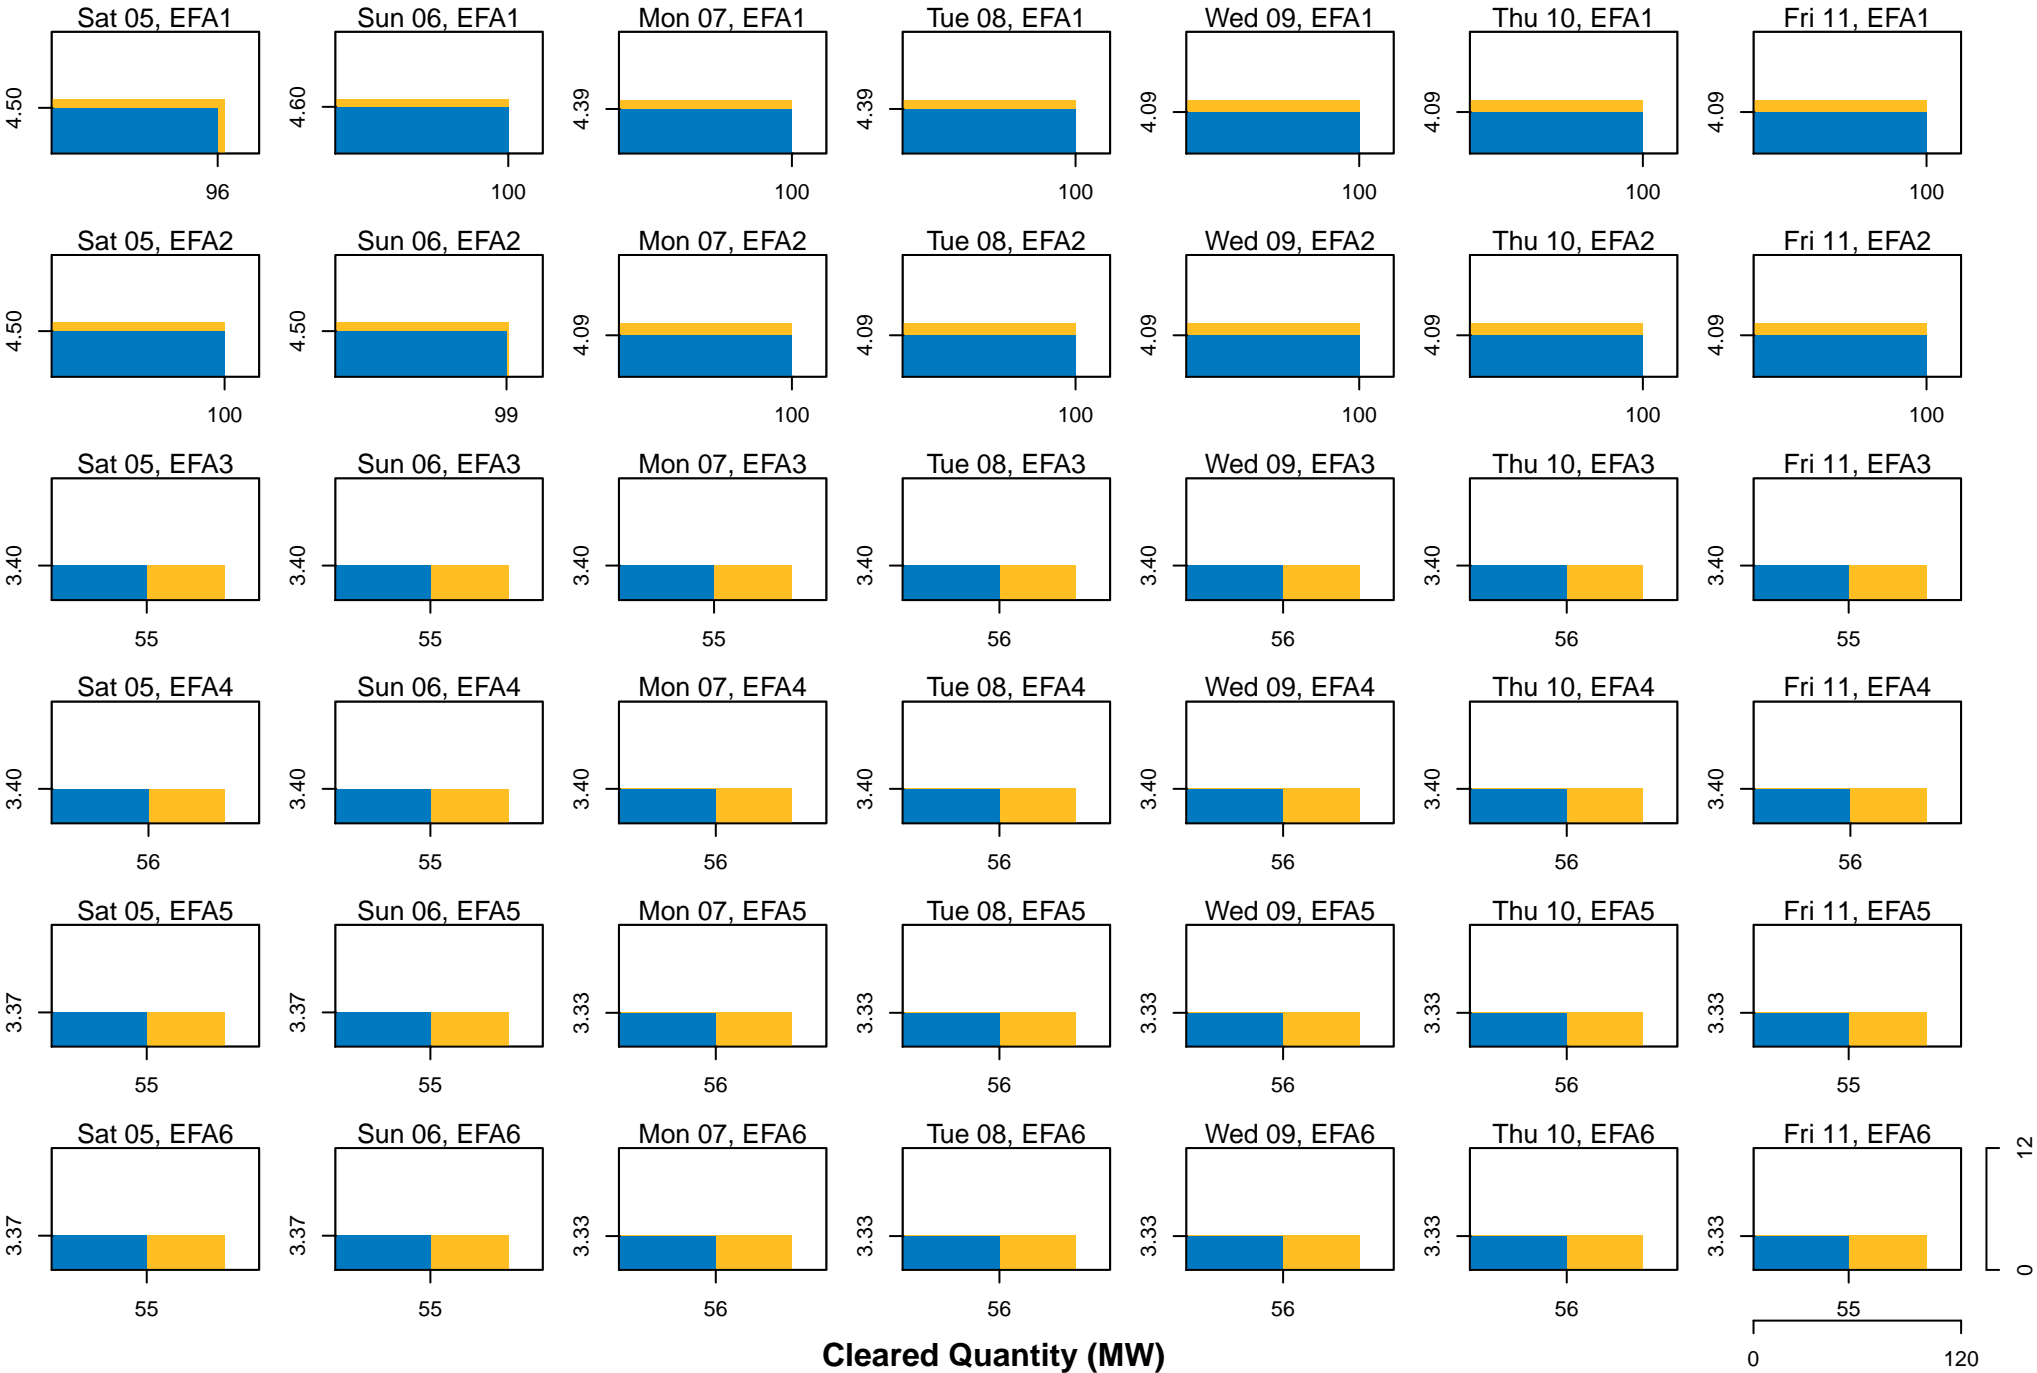 Sat 05, EFA1 Sun 06, EFA1 Mon 07, EFA1 Tue 08, EFA1 Wed 09, EFA1 Thu 10, EFA1 Fri 11, EFA1
4.50 4.60 4.39 4.39 4.09 4.09 4.09
96 100 100 100 100 100 100
Sat 05, EFA2 Sun 06, EFA2 Mon 07, EFA2 Tue 08, EFA2 Wed 09, EFA2 Thu 10, EFA2 Fri 11, EFA2
4.50 4.50 4.09 4.09 4.09 4.09 4.09
100 99 100 100 100 100 100
Sat 05, EFA3 Sun 06, EFA3 Mon 07, EFA3 Tue 08, EFA3 Wed 09, EFA3 Thu 10, EFA3 Fri 11, EFA3
3.40 3.40 3.40 3.40 3.40 3.40 3.40
55 55 55 56 56 56 55
Sat 05, EFA4 Sun 06, EFA4 Mon 07, EFA4 Tue 08, EFA4 Wed 09, EFA4 Thu 10, EFA4 Fri 11, EFA4
3.40 3.40 3.40 3.40 3.40 3.40 3.40
56 55 56 56 56 56 56
Sat 05, EFA5 Sun 06, EFA5 Mon 07, EFA5 Tue 08, EFA5 Wed 09, EFA5 Thu 10, EFA5 Fri 11, EFA5
3.37 3.37 3.33 3.33 3.33 3.33 3.33
55 55 56 56 56 56 55
Sat 05, EFA6 Sun 06, EFA6 Mon 07, EFA6 Tue 08, EFA6 Wed 09, EFA6 Thu 10, EFA6 Fri 11, EFA6
3.37 3.37 3.33 3.33 3.33 3.33 3.33 0 12
55 55 56 56 56 56 55
Cleared Quantity (MW) 0 120